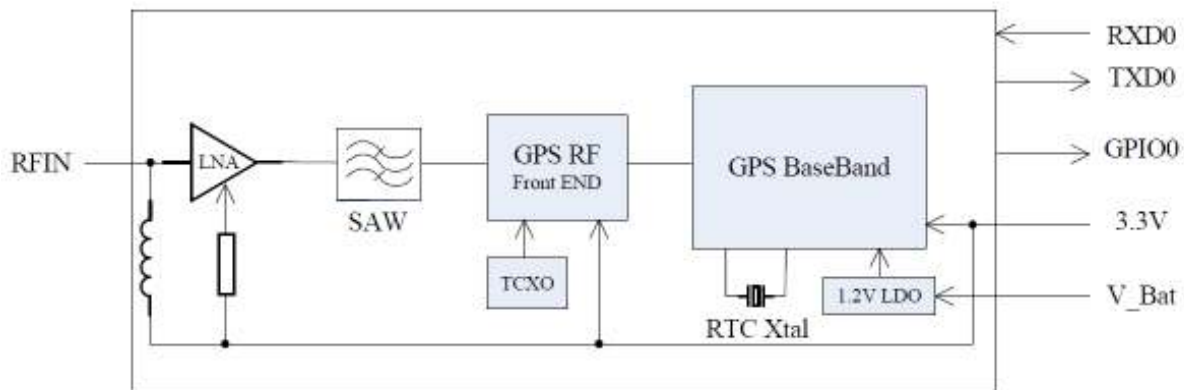 RXD0
TXD0
GPIO0
3.3V
V_Bat
RFIN
LNA
SAW
GPS RF
Front END
TCXO
GPS BaseBand
RTC Xtal
1.2V LDO